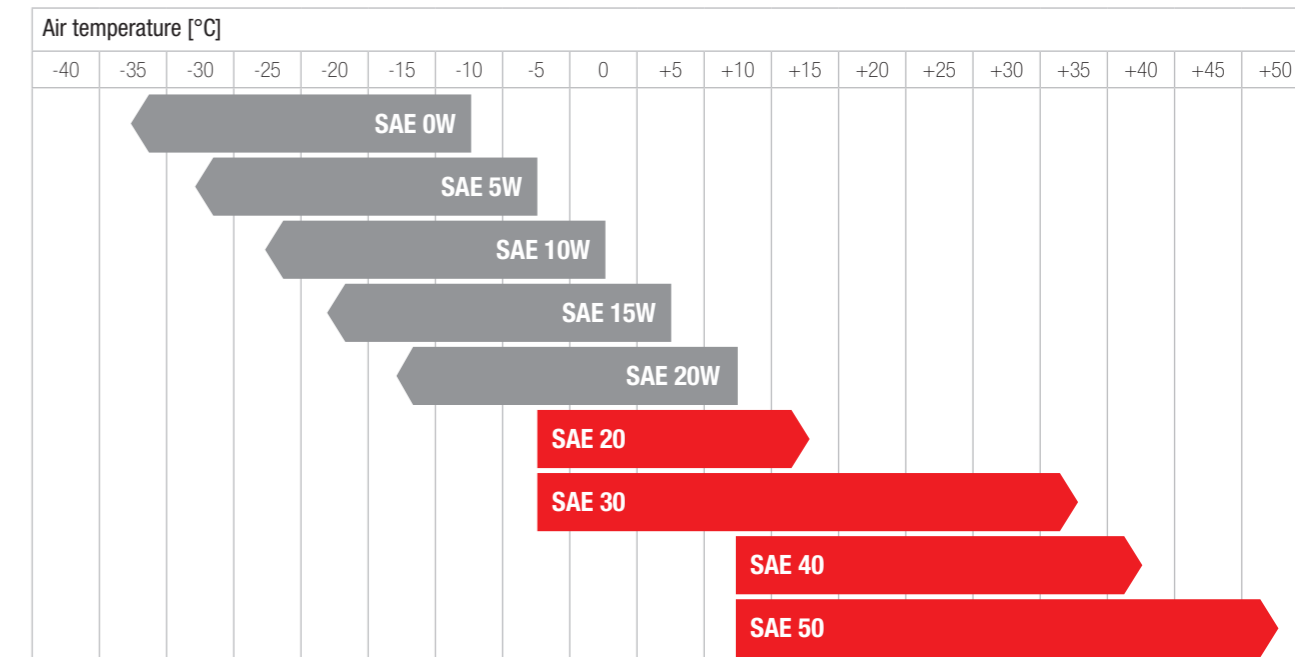 Air temperature [°C]
-40 -35 -30 -25 -20 -15 -10 -5 0 +5 +10 +15 +20 +25 +30 +35 +40 +45 +50
SAE 0W
SAE 5W
SAE 10W
SAE 15W
SAE 20W
SAE 20
SAE 30
SAE 40
SAE 50